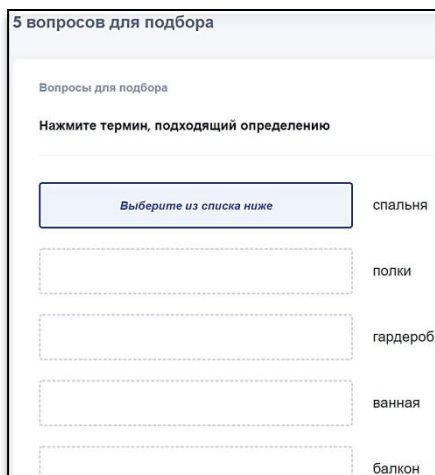 5 вопросов для подбора
Вопросы для подбора
Нажмите термин, подходящий определению
Выберите из списка ниже
спальня
полки
гардероб
ванная
балкон